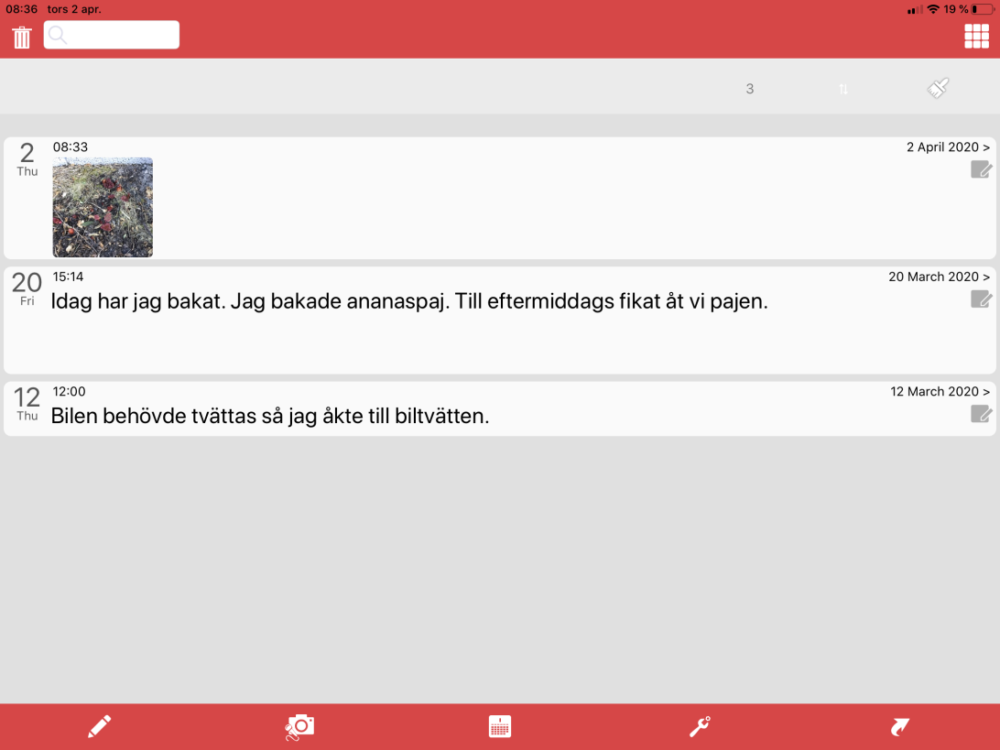 08:36 tors 2 apr. 19 %
3
2 08:33 2 April 2020 >
Thu
20 15:14 20 March 2020 >
Fri Idag har jag bakat. Jag bakade ananaspaj. Till eftermiddags fikat åt vi pajen.
12 12:00 12 March 2020 >
Thu Bilen behövde tvättas så jag åkte till biltvätten.